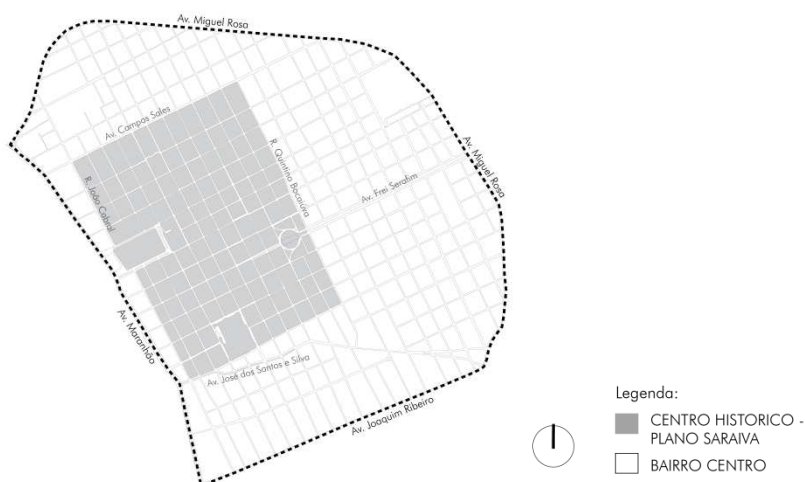 Av. Miguel Rosa
Av. Campos Sales
R. João Cabral
R. Quintino Bocaiúva
Av. Frei Serafim
Av. Miguel Rosa
Av. Maranhão
Av. José dos Santos e Silva
Av. Joaquim Ribeiro
Legenda:
CENTRO HISTORICO -
PLANO SARAIVA
BAIRRO CENTRO